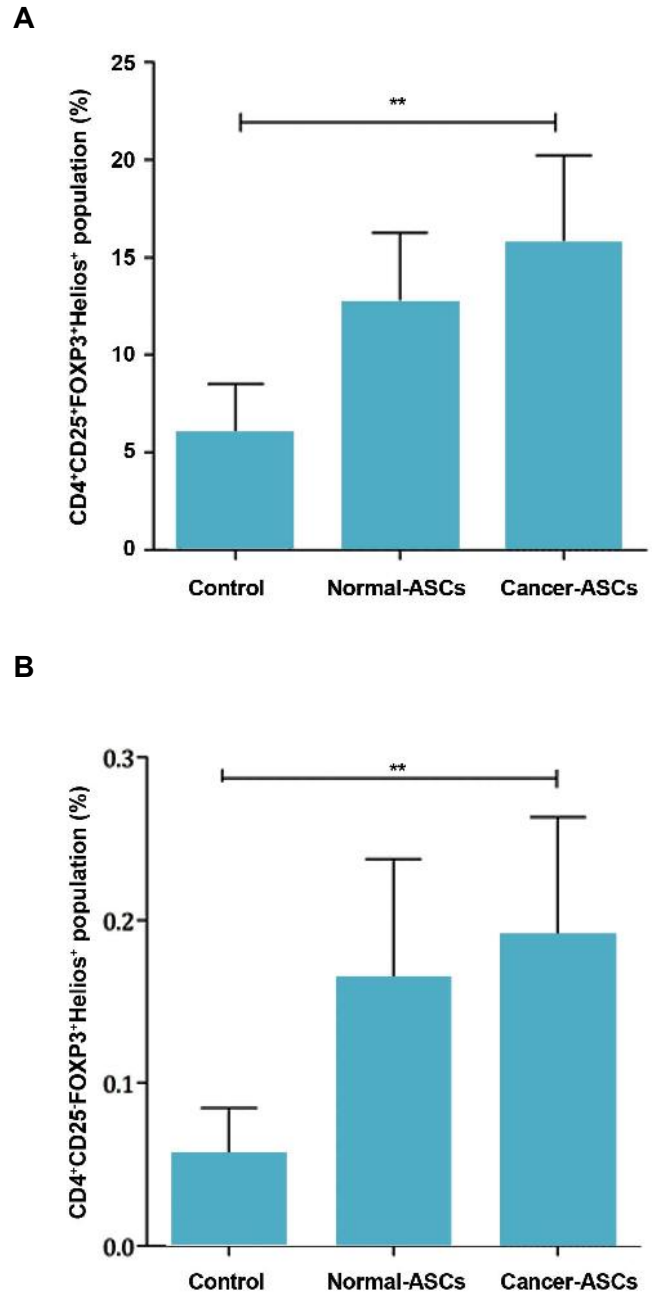 A
CD4⁺CD25⁺FOXP3⁺Helios⁺ population (%)
25
20
15
10
5
0
**
Control Normal-ASCs Cancer-ASCs
B
CD4⁺CD25⁻FOXP3⁺Helios⁺ population (%)
0.3
0.2
0.1
0.0
**
Control Normal-ASCs Cancer-ASCs